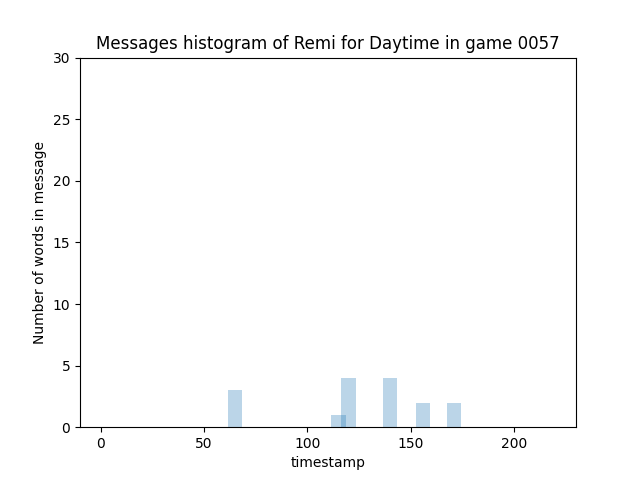 Messages histogram of Remi for Daytime in game 0057
30
25
20
15
10
5
0
Number of words in message
0 50 100 150 200
timestamp